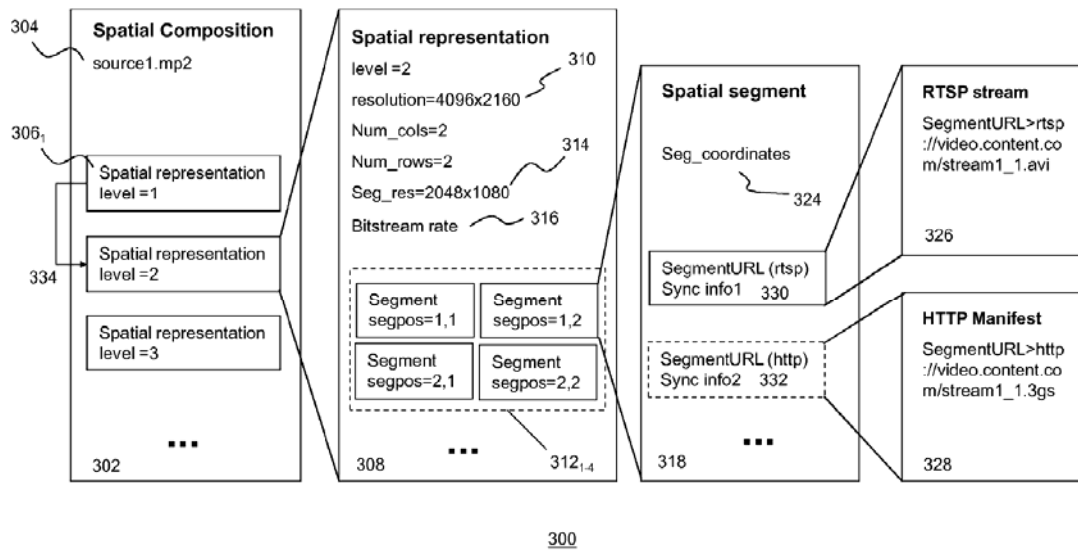 304
Spatial Composition
source1.mp2
306₁
Spatial representation
level =1
334
Spatial representation
level =2
Spatial representation
level =3
...
302
Spatial representation
level =2
310
resolution=4096x2160
Num_cols=2
Num_rows=2
314
Seg_res=2048x1080
316
Bitstream rate
Segment
segpos=1,1
Segment
segpos=1,2
Segment
segpos=2,1
Segment
segpos=2,2
...
308
312₁₋₄
Spatial segment
Seg_coordinates
324
SegmentURL (rtsp)
Sync info1 330
SegmentURL (http)
Sync info2 332
...
318
RTSP stream
SegmentURL>rtsp
://video.content.co
m/stream1_1.avi
326
HTTP Manifest
SegmentURL>http
://video.content.co
m/stream1_1.3gs
328
300